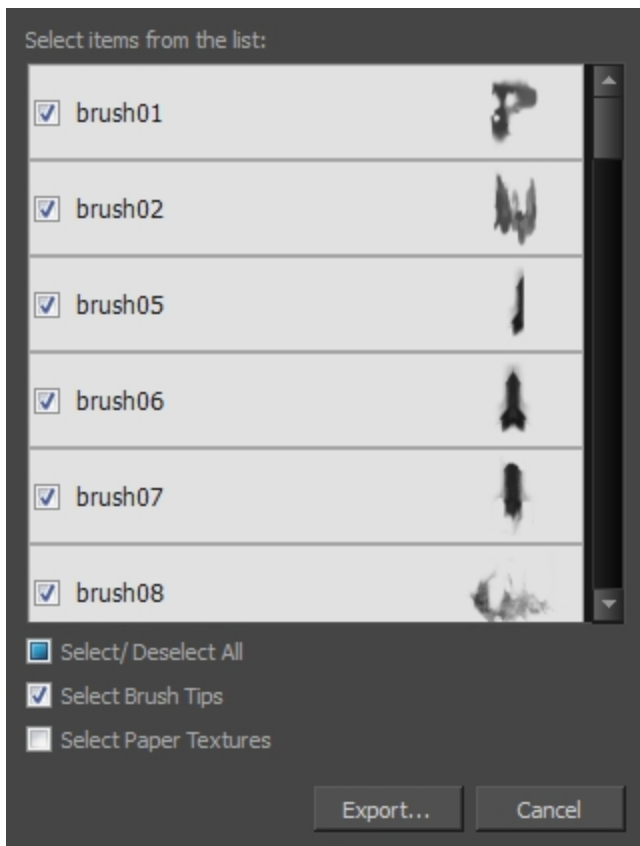 Select items from the list:
brush01
brush02
brush05
brush06
brush07
brush08
Select/ Deselect All
Select Brush Tips
Select Paper Textures
Export... Cancel